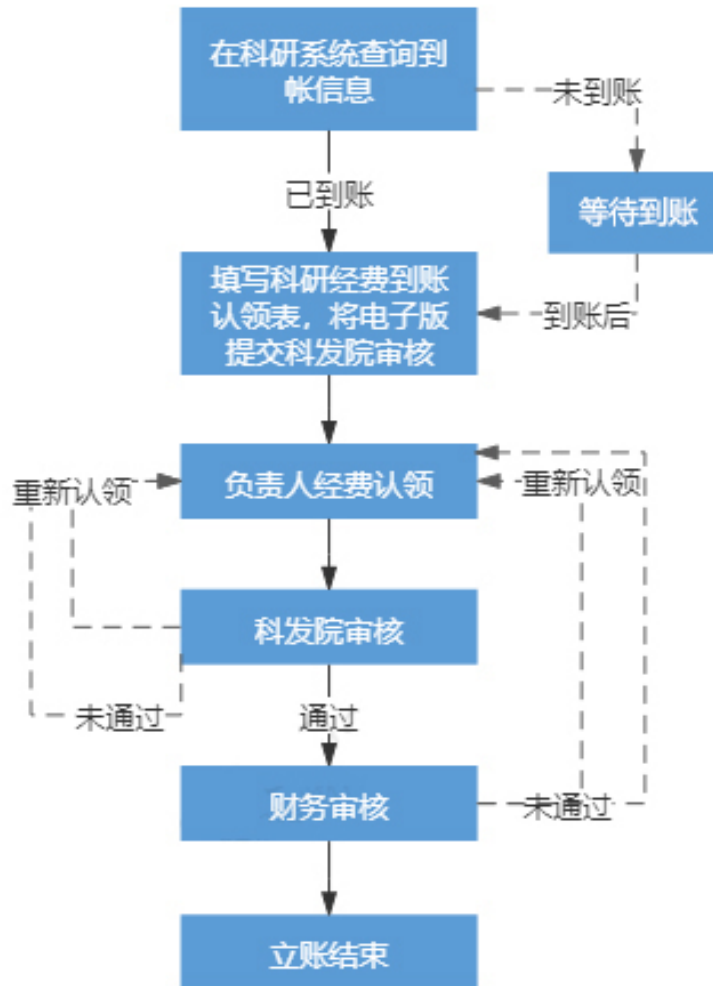 在科研系统查询到
帐信息
未到账
已到账
等待到账
填写科研经费到账
认领表，将电子版
提交科发院审核
到账后
负责人经费认领
重新认领
重新认领
科发院审核
未通过
通过
财务审核
未通过
立账结束